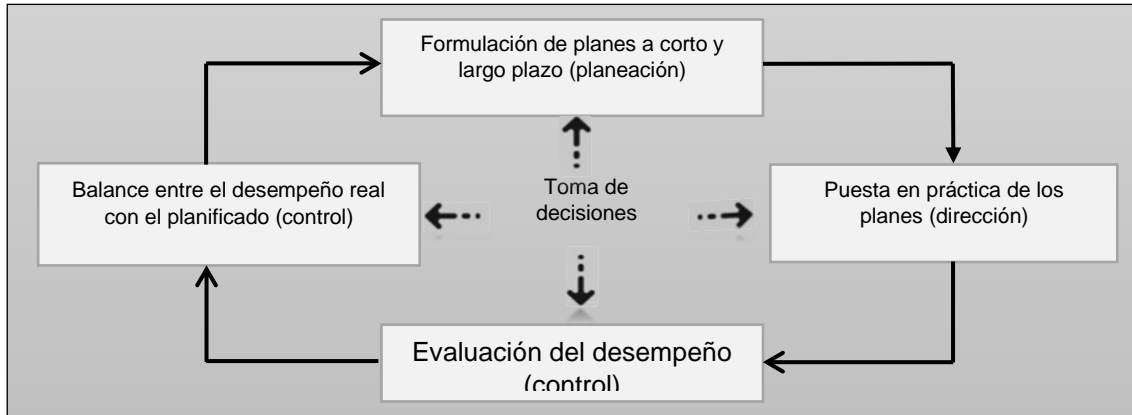 Formulación de planes a corto y
largo plazo (planeación)
Balance entre el desempeño real
con el planificado (control)
Toma de
decisiones
Puesta en práctica de los
planes (dirección)
Evaluación del desempeño
(control)